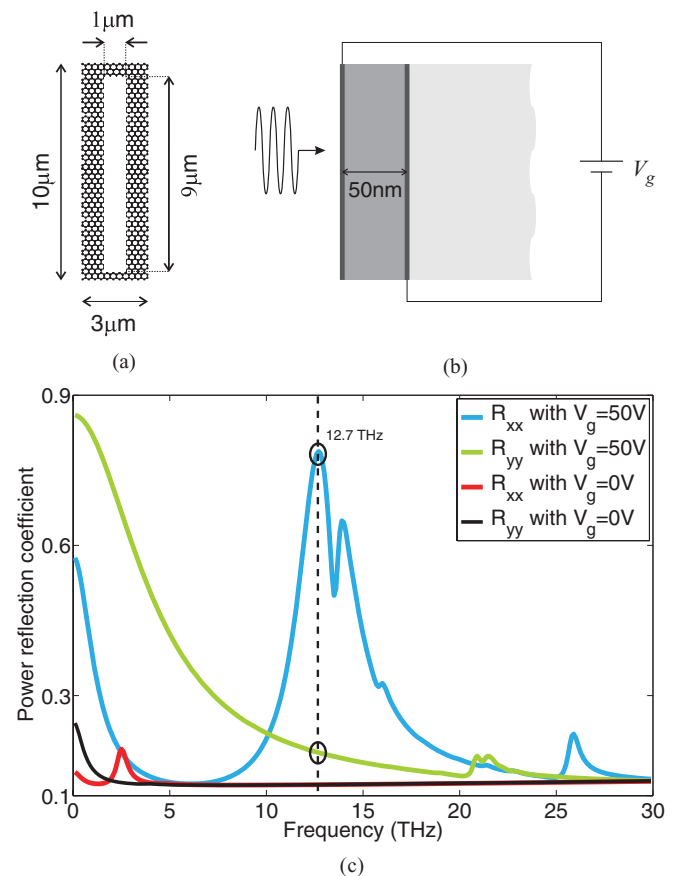 1μm
10μm
9μm
3μm
(a)
50nm
V_g
(b)
Power reflection coefficient
0.9
0.6
0.3
0.1
12.7 THz
R_xx with V_g=50V
R_yy with V_g=50V
R_xx with V_g=0V
R_yy with V_g=0V
0 5 10 15 20 25 30
Frequency (THz)
(c)